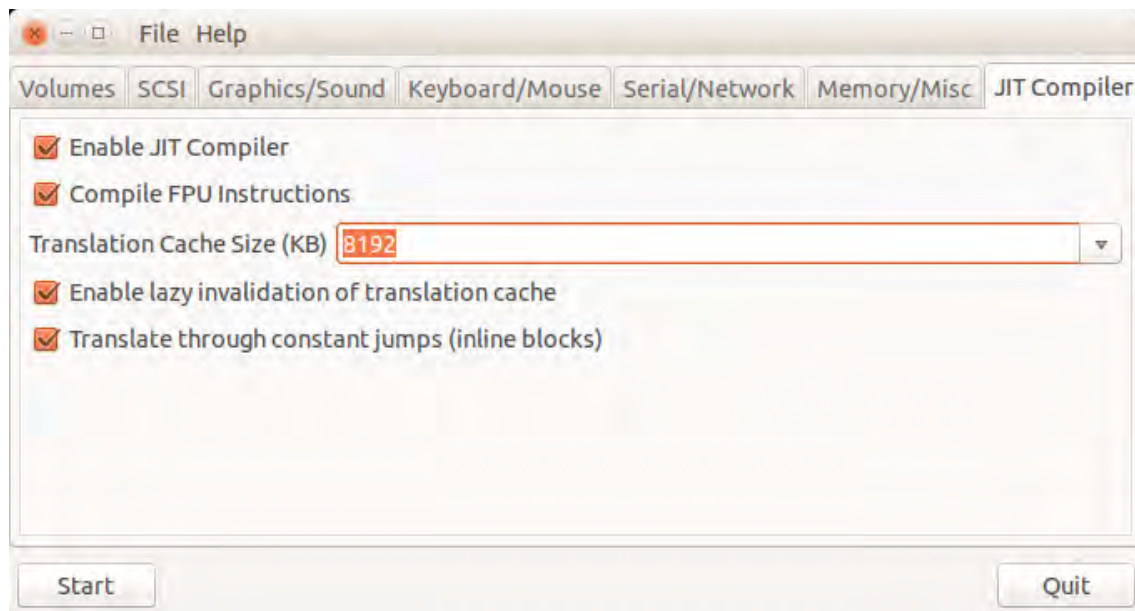 File Help
Volumes SCSI Graphics/Sound Keyboard/Mouse Serial/Network Memory/Misc JIT Compiler
Enable JIT Compiler
Compile FPU Instructions
Translation Cache Size (KB) 8192
Enable lazy invalidation of translation cache
Translate through constant jumps (inline blocks)
Start Quit